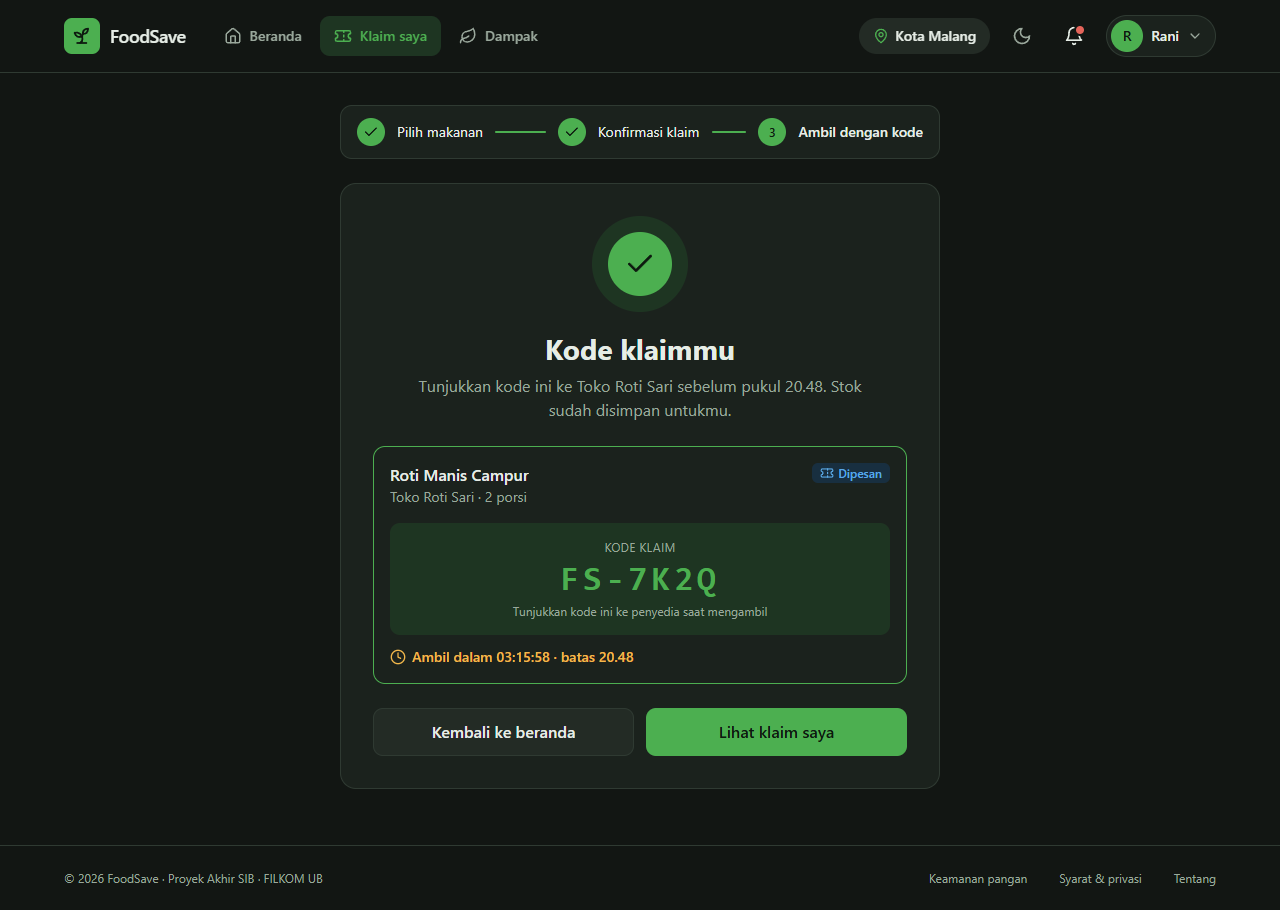 FoodSave
Beranda
Klaim saya
Dampak
Kota Malang
R
Rani
Pilih makanan
Konfirmasi klaim
3
Ambil dengan kode
Kode klaimmu
Tunjukkan kode ini ke Toko Roti Sari sebelum pukul 20.48. Stok
sudah disimpan untukmu.
Roti Manis Campur
Dipesan
Toko Roti Sari · 2 porsi
KODE KLAIM
FS-7K2Q
Tunjukkan kode ini ke penyedia saat mengambil
Ambil dalam 03:15:58 · batas 20.48
Kembali ke beranda
Lihat klaim saya
© 2026 FoodSave · Proyek Akhir SIB · FILKOM UB
Keamanan pangan
Syarat & privasi
Tentang